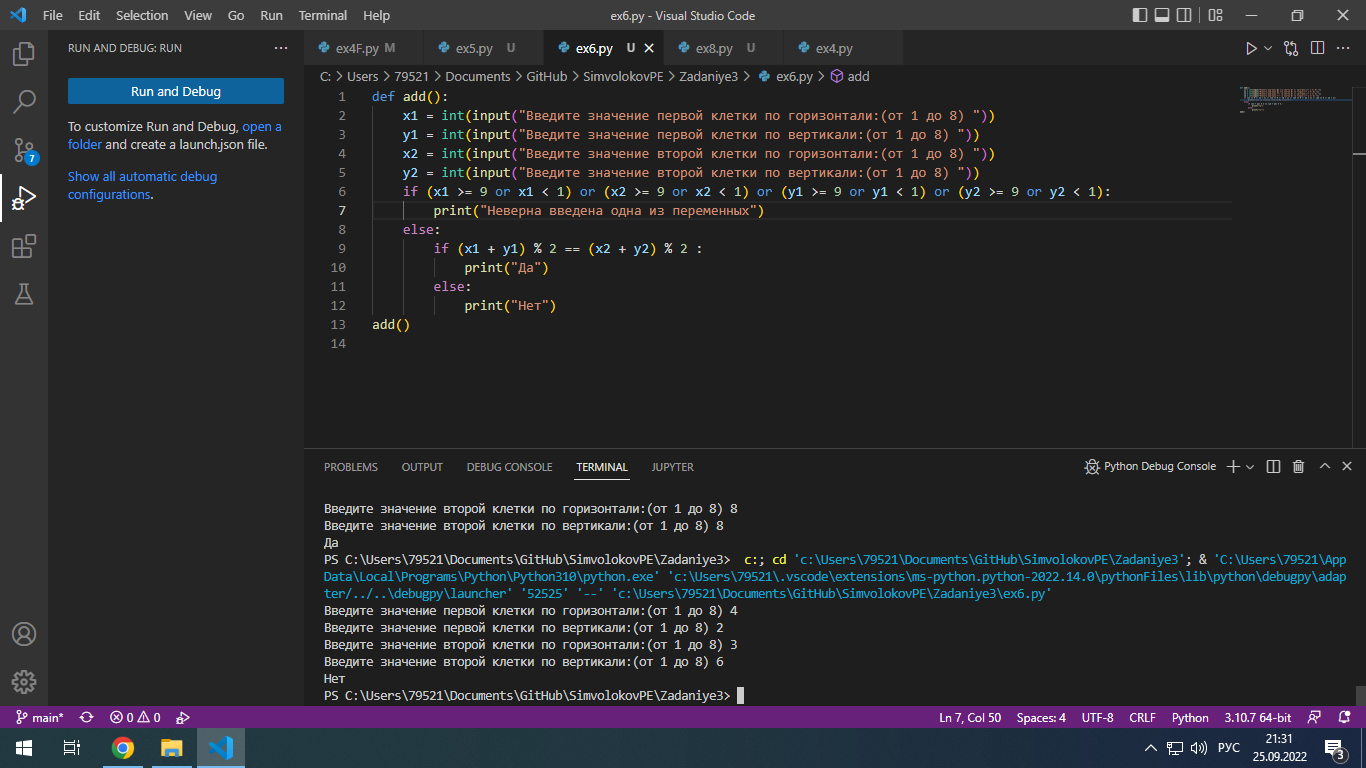 File Edit Selection View Go Run Terminal Help ex6.py - Visual Studio Code
RUN AND DEBUG: RUN ···
Run and Debug
To customize Run and Debug, open a
folder and create a launch.json file.
Show all automatic debug
configurations.
7
ex4F.py M ex5.py U ex6.py U ex8.py U ex4.py
C: > Users > 79521 > Documents > GitHub > SimvolokovPE > Zadaniye3 > ex6.py > add
1 def add():
2 x1 = int(input("Введите значение первой клетки по горизонтали:(от 1 до 8) "))
3 y1 = int(input("Введите значение первой клетки по вертикали:(от 1 до 8) "))
4 x2 = int(input("Введите значение второй клетки по горизонтали:(от 1 до 8) "))
5 y2 = int(input("Введите значение второй клетки по вертикали:(от 1 до 8) "))
6 if (x1 >= 9 or x1 < 1) or (x2 >= 9 or x2 < 1) or (y1 >= 9 or y1 < 1) or (y2 >= 9 or y2 < 1):
7 print("Неверна введена одна из переменных")
8 else:
9 if (x1 + y1) % 2 == (x2 + y2) % 2 :
10 print("Да")
11 else:
12 print("Нет")
13 add()
14
PROBLEMS OUTPUT DEBUG CONSOLE TERMINAL JUPYTER Python Debug Console
Введите значение второй клетки по горизонтали:(от 1 до 8) 8
Введите значение второй клетки по вертикали:(от 1 до 8) 8
Да
PS C:\Users\79521\Documents\GitHub\SimvolokovPE\Zadaniye3>  c:; cd 'c:\Users\79521\Documents\GitHub\SimvolokovPE\Zadaniye3'; & 'C:\Users\79521\App
Data\Local\Programs\Python\Python310\python.exe' 'c:\Users\79521\.vscode\extensions\ms-python.python-2022.14.0\pythonFiles\lib\python\debugpy\adap
ter/../..\debugpy\launcher' '52525' '--' 'c:\Users\79521\Documents\GitHub\SimvolokovPE\Zadaniye3\ex6.py'
Введите значение первой клетки по горизонтали:(от 1 до 8) 4
Введите значение первой клетки по вертикали:(от 1 до 8) 2
Введите значение второй клетки по горизонтали:(от 1 до 8) 3
Введите значение второй клетки по вертикали:(от 1 до 8) 6
Нет
PS C:\Users\79521\Documents\GitHub\SimvolokovPE\Zadaniye3>
main* 0 0 Ln 7, Col 50 Spaces: 4 UTF-8 CRLF Python 3.10.7 64-bit
РУС 21:31
25.09.2022 3